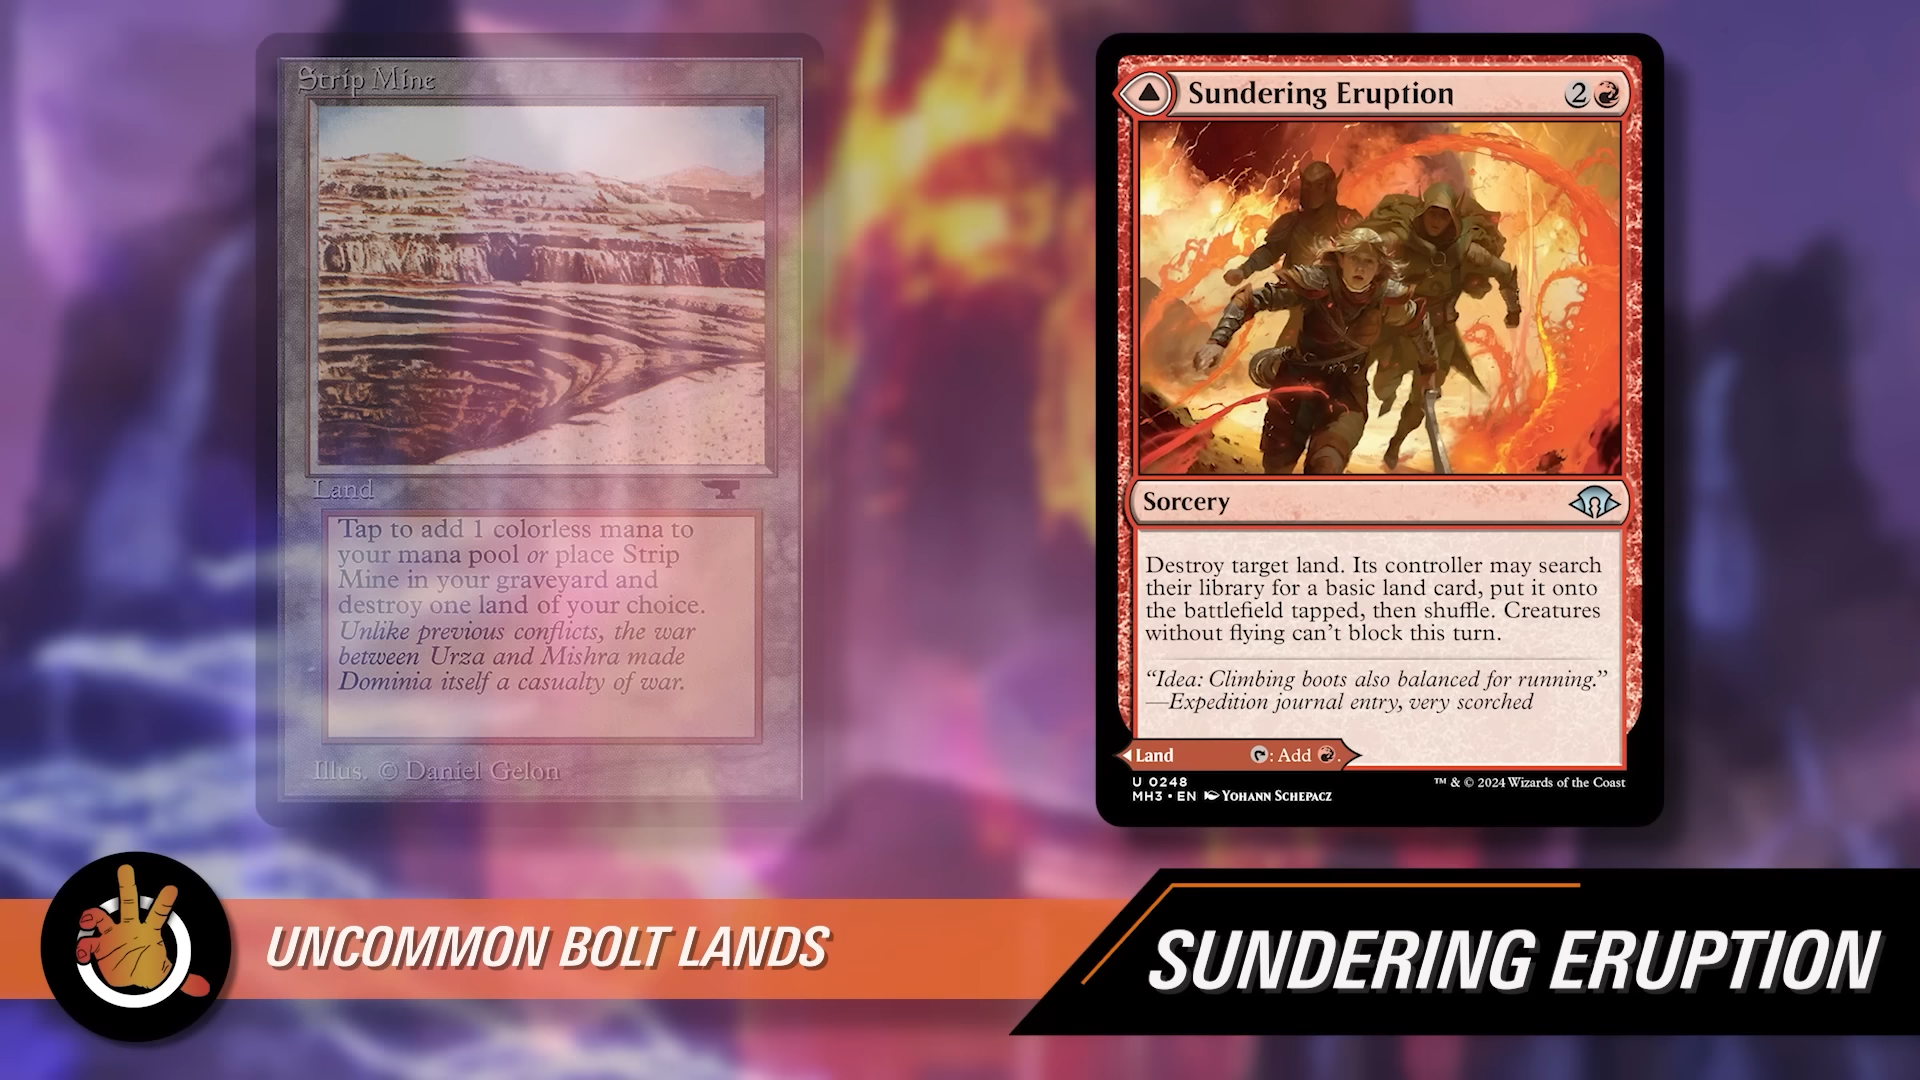 Strip Mine
Land
Tap to add 1 colorless mana to
your mana pool or place Strip
Mine in your graveyard and
destroy one land of your choice.
Unlike previous conflicts, the war
between Urza and Mishra made
Dominia itself a casualty of war.
Illus. © Daniel Gelon
Sundering Eruption 2
Sorcery
Destroy target land. Its controller may search
their library for a basic land card, put it onto
the battlefield tapped, then shuffle. Creatures
without flying can't block this turn.
“Idea: Climbing boots also balanced for running.”
—Expedition journal entry, very scorched
Land : Add .
U 0248
MH3 • EN Yohann Schepacz
™ & © 2024 Wizards of the Coast
UNCOMMON BOLT LANDS
SUNDERING ERUPTION